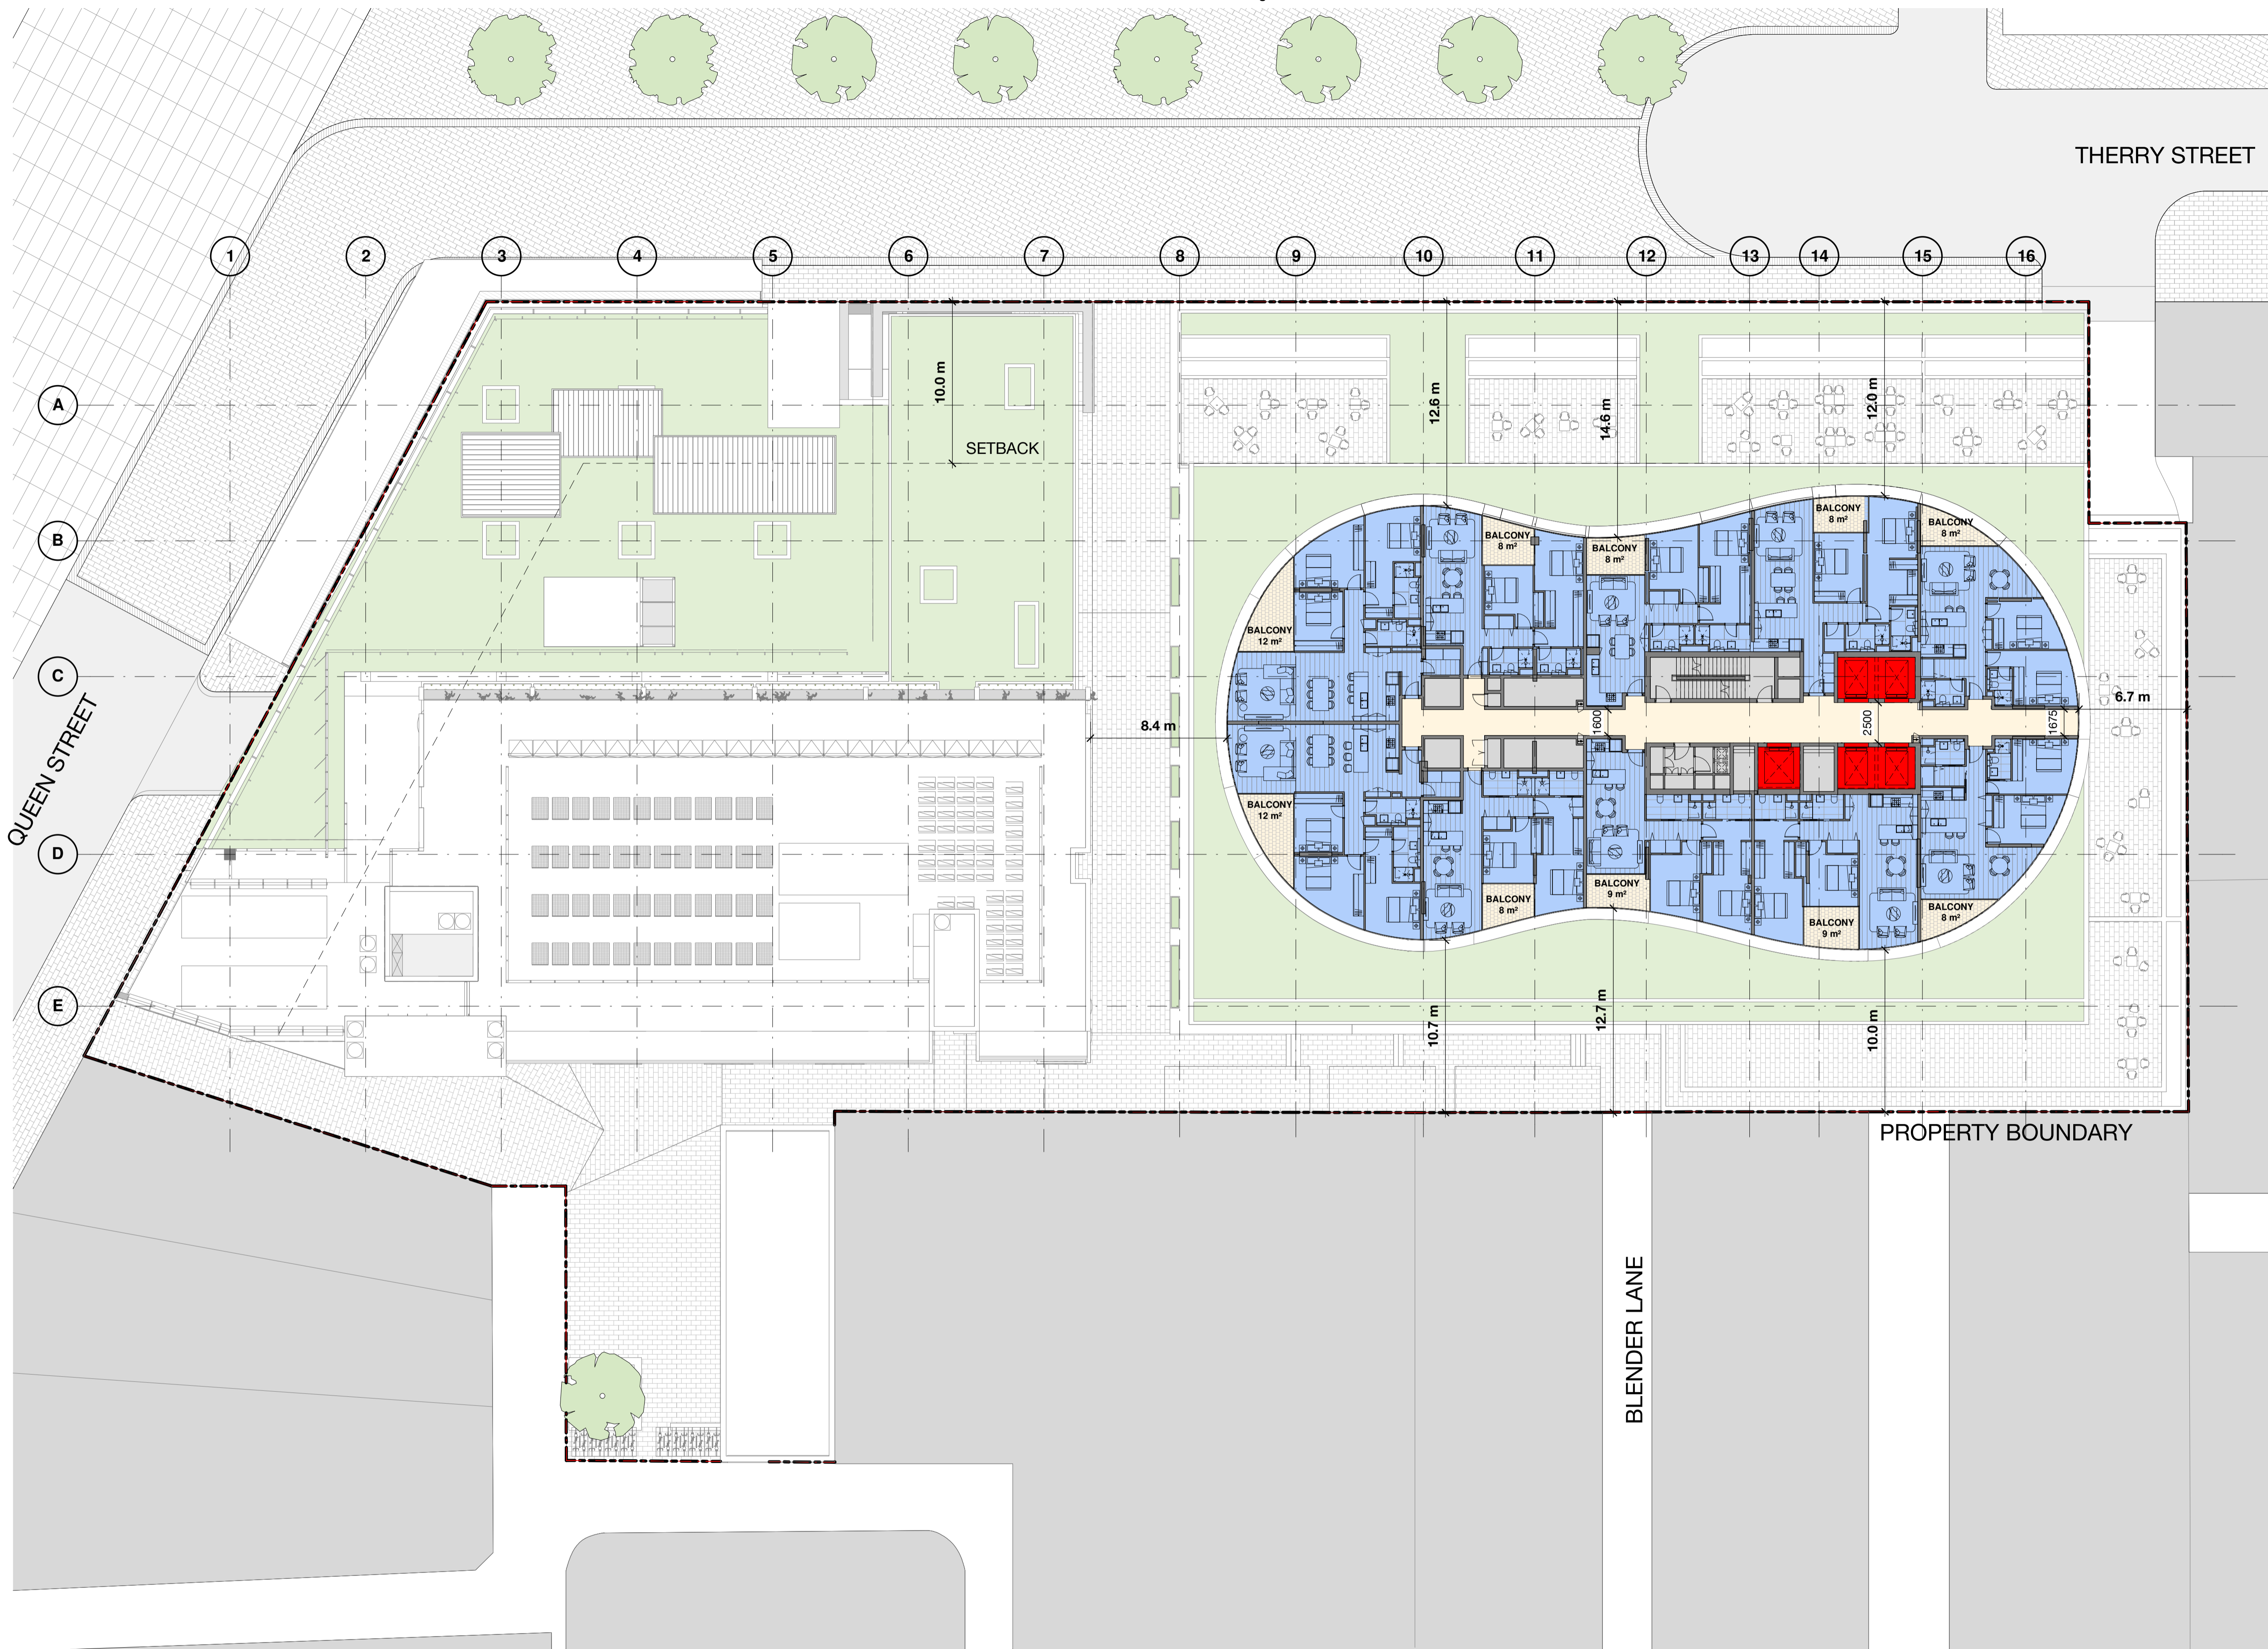 THERRY STREET
1
2
3
4
5
6
7
8
9
10
11
12
13
14
15
16
A
B
C
D
E
10.0 m
SETBACK
12.6 m
14.6 m
12.0 m
BALCONY
8 m²
BALCONY
8 m²
BALCONY
8 m²
BALCONY
8 m²
BALCONY
12 m²
QUEEN STREET
8.4 m
1600
2500
1675
6.7 m
BALCONY
12 m²
BALCONY
8 m²
BALCONY
9 m²
BALCONY
9 m²
BALCONY
8 m²
10.7 m
12.7 m
10.0 m
PROPERTY BOUNDARY
BLENDER LANE